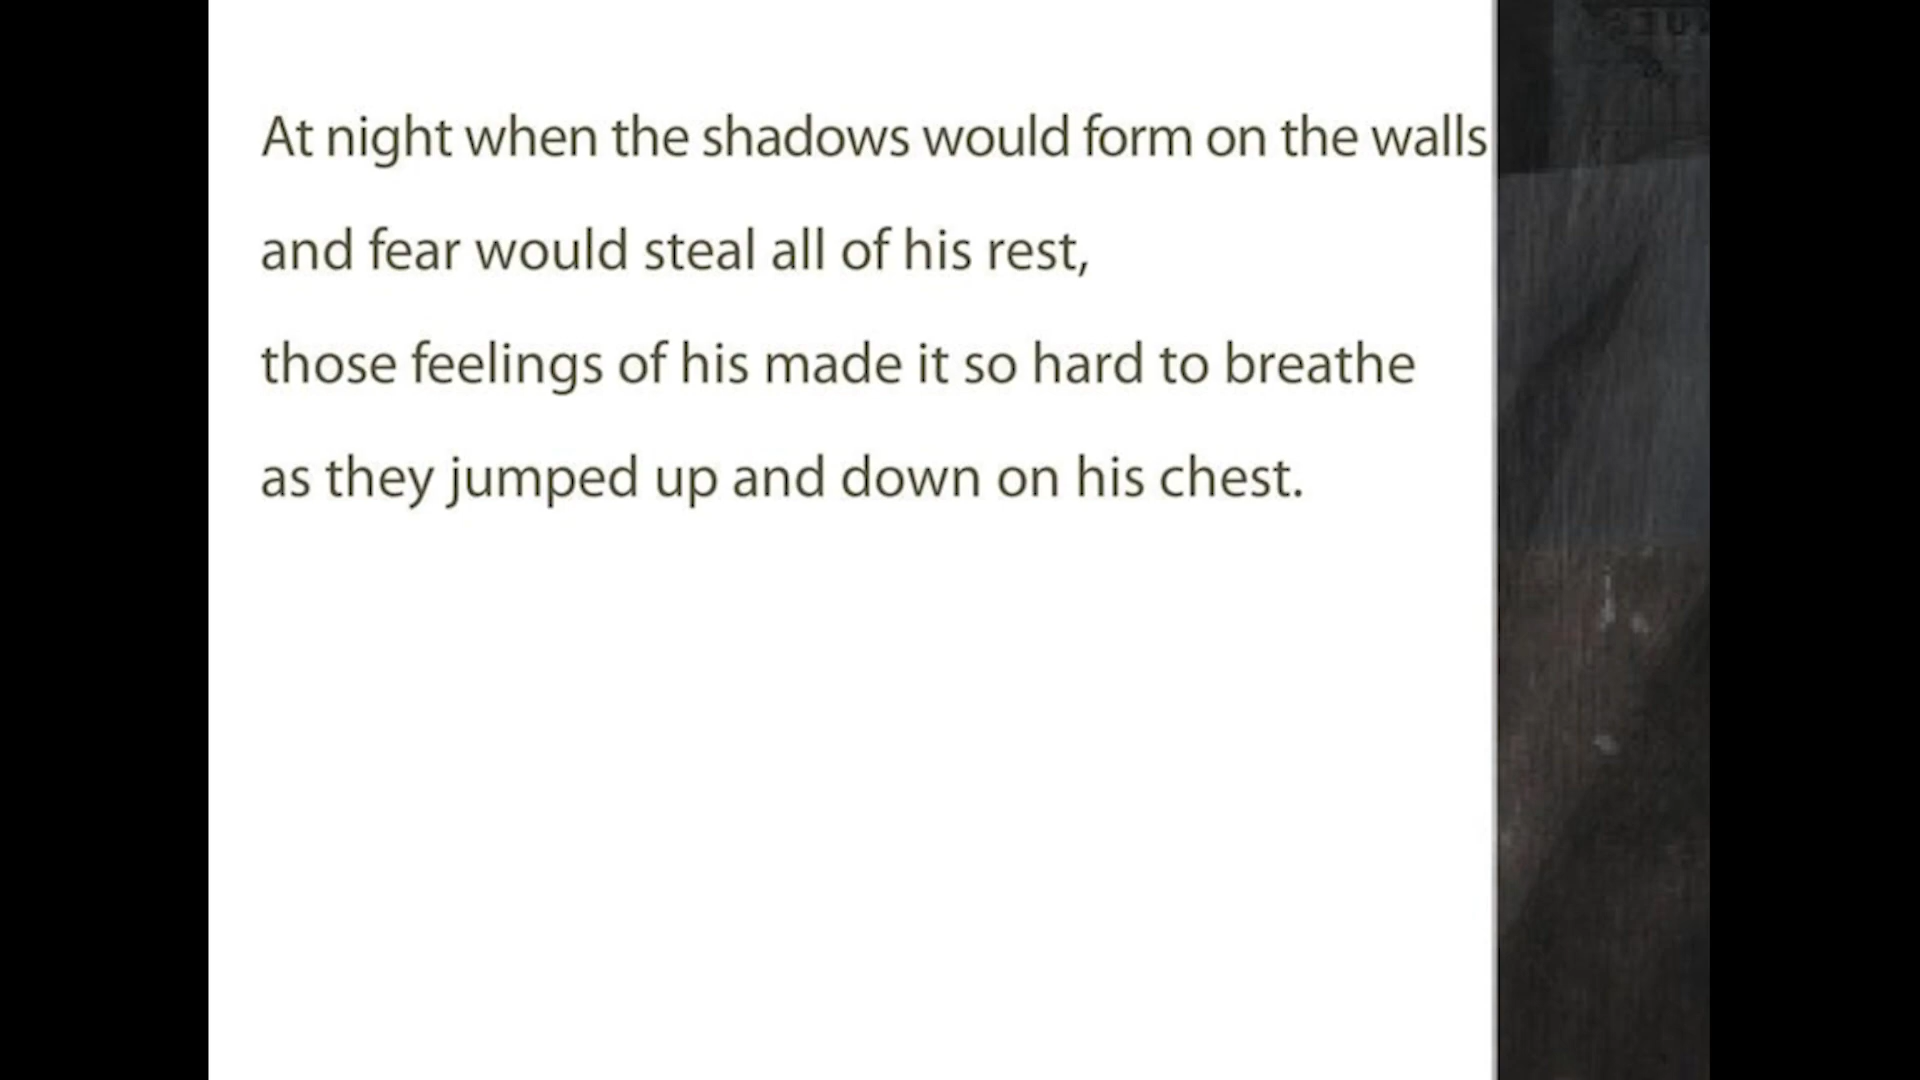 At night when the shadows would form on the walls
and fear would steal all of his rest,
those feelings of his made it so hard to breathe
as they jumped up and down on his chest.